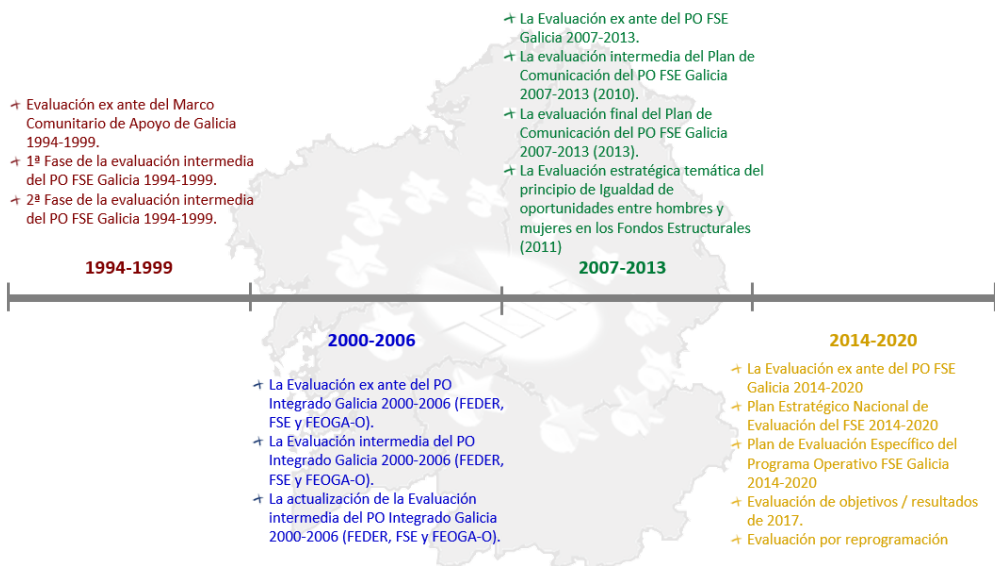 Evaluación ex ante del Marco
Comunitario de Apoyo de Galicia
1994-1999.
1ª Fase de la evaluación intermedia
del PO FSE Galicia 1994-1999.
2ª Fase de la evaluación intermedia
del PO FSE Galicia 1994-1999.
1994-1999
2000-2006
La Evaluación ex ante del PO
Integrado Galicia 2000-2006 (FEDER,
FSE y FEOGA-O).
La Evaluación intermedia del PO
Integrado Galicia 2000-2006 (FEDER,
FSE y FEOGA-O).
La actualización de la Evaluación
intermedia del PO Integrado Galicia
2000-2006 (FEDER, FSE y FEOGA-O).
La Evaluación ex ante del PO FSE
Galicia 2007-2013.
La evaluación intermedia del Plan de
Comunicación del PO FSE Galicia
2007-2013 (2010).
La evaluación final del Plan de
Comunicación del PO FSE Galicia
2007-2013 (2013).
La Evaluación estratégica temática del
principio de Igualdad de
oportunidades entre hombres y
mujeres en los Fondos Estructurales
(2011)
2007-2013
2014-2020
La Evaluación ex ante del PO FSE
Galicia 2014-2020
Plan Estratégico Nacional de
Evaluación del FSE 2014-2020
Plan de Evaluación Específico del
Programa Operativo FSE Galicia
2014-2020
Evaluación de objetivos / resultados
de 2017.
Evaluación por reprogramación